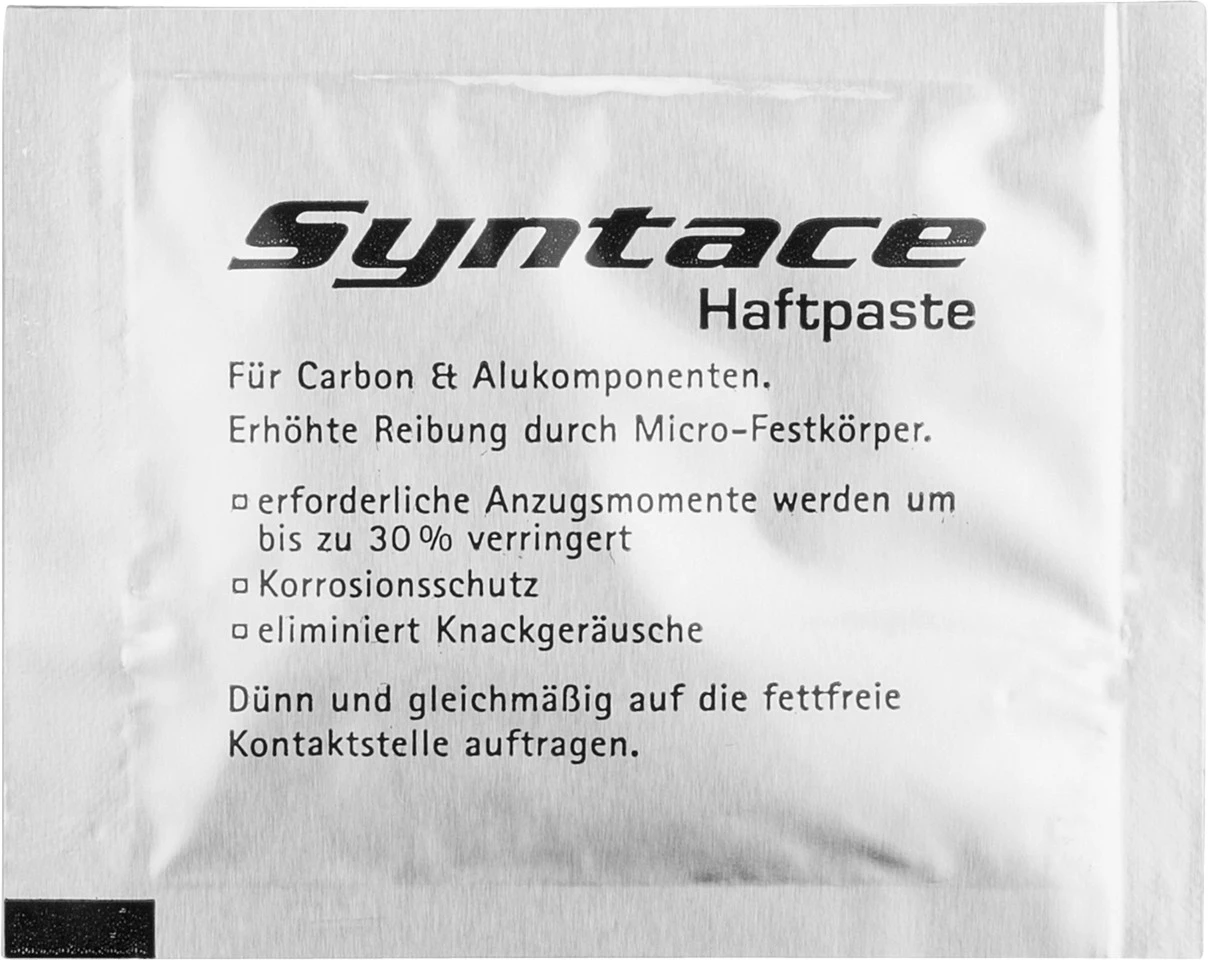 Syntace
Haftpaste
Für Carbon & Alukomponenten.
Erhöhte Reibung durch Micro-Festkörper.
▫ erforderliche Anzugsmomente werden um
bis zu 30 % verringert
▫ Korrosionsschutz
▫ eliminiert Knackgeräusche
Dünn und gleichmäßig auf die fettfreie
Kontaktstelle auftragen.